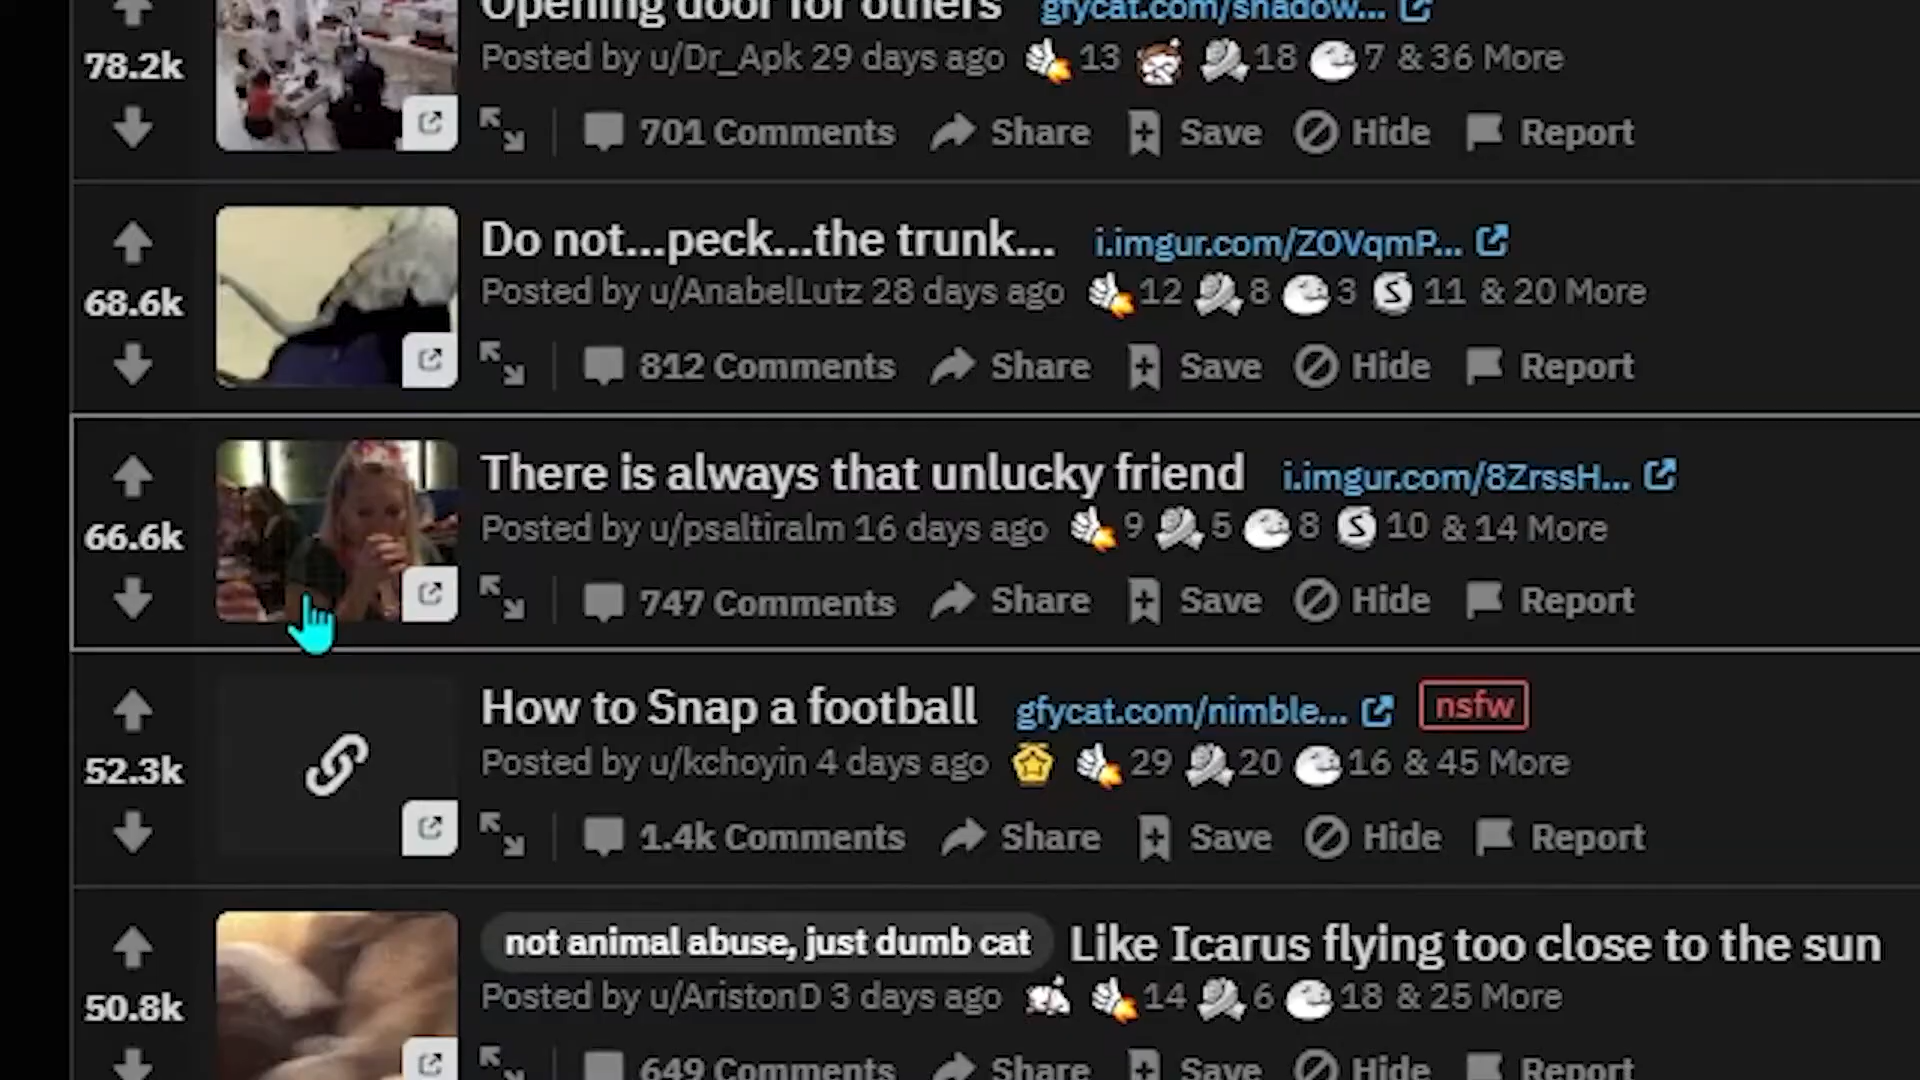 Opening door for others gfycat.com/shadow...
78.2k
Posted by u/Dr_Apk 29 days ago 13 18 7 & 36 More
701 Comments Share Save Hide Report
Do not...peck...the trunk... i.imgur.com/ZOVqmP...
68.6k
Posted by u/AnabelLutz 28 days ago 12 8 3 S 11 & 20 More
812 Comments Share Save Hide Report
There is always that unlucky friend i.imgur.com/8ZrssH...
66.6k
Posted by u/psaltiralm 16 days ago 9 5 8 S 10 & 14 More
747 Comments Share Save Hide Report
How to Snap a football gfycat.com/nimble... nsfw
52.3k
Posted by u/kchoyin 4 days ago 29 20 16 & 45 More
1.4k Comments Share Save Hide Report
not animal abuse, just dumb cat Like Icarus flying too close to the sun
50.8k
Posted by u/AristonD 3 days ago 14 6 18 & 25 More
649 Comments Share Save Hide Report